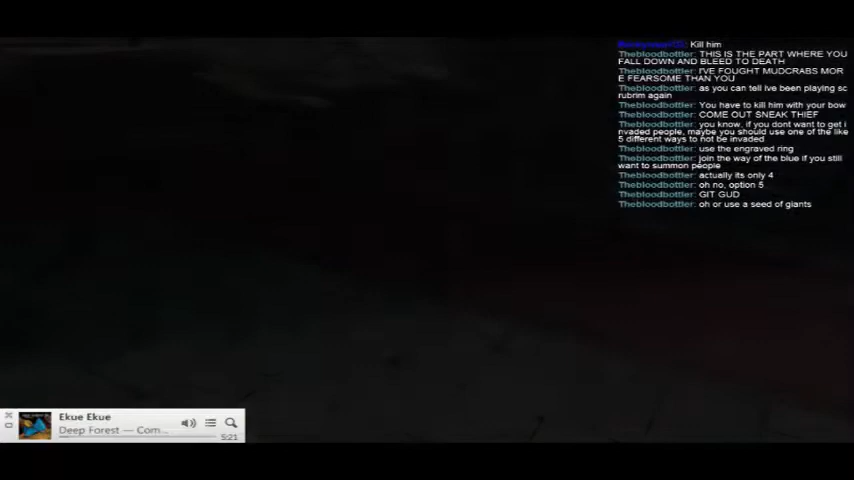 Kill him
Thebloodbottler: THIS IS THE PART WHERE YOU
FALL DOWN AND BLEED TO DEATH
Thebloodbottler: I'VE FOUGHT MUDCRABS MOR
E FEARSOME THAN YOU
Thebloodbottler: as you can tell ive been playing sc
rubrim again
Thebloodbottler: You have to kill him with your bow
Thebloodbottler: COME OUT SNEAK THIEF
Thebloodbottler: you know, if you dont want to get i
nvaded people, maybe you should use one of the like
5 different ways to not be invaded
Thebloodbottler: use the engraved ring
Thebloodbottler: join the way of the blue if you still
want to summon people
Thebloodbottler: actually its only 4
Thebloodbottler: oh no, option 5
Thebloodbottler: GIT GUD
Thebloodbottler: oh or use a seed of giants
Ekue Ekue
Deep Forest — Com...
5:21